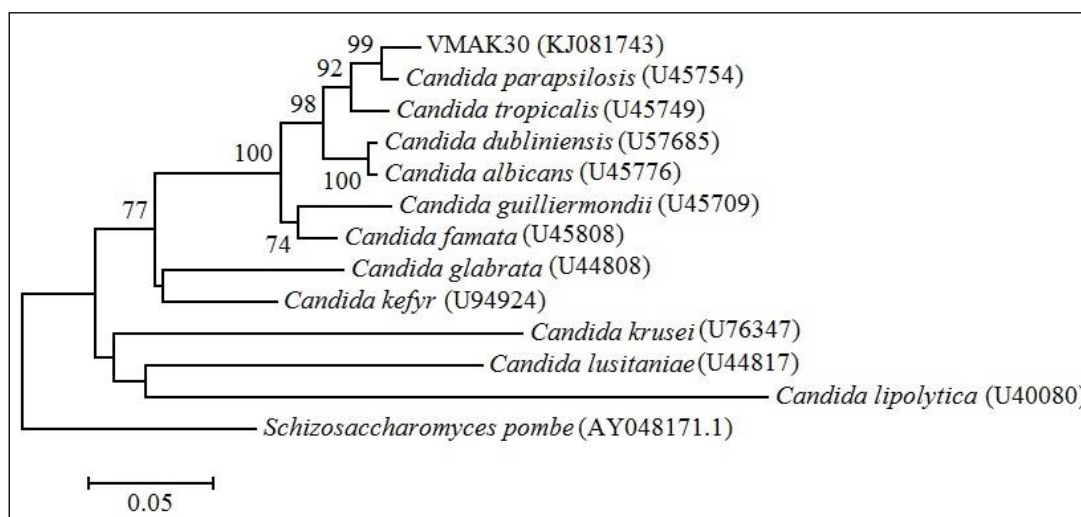 99
VMAK30 (KJ081743)
92
Candida parapsilosis (U45754)
98
Candida tropicalis (U45749)
Candida dubliniensis (U57685)
100
100
Candida albicans (U45776)
77
Candida guilliermondii (U45709)
74
Candida famata (U45808)
Candida glabrata (U44808)
Candida kefyr (U94924)
Candida krusei (U76347)
Candida lusitaniae (U44817)
Candida lipolytica (U40080)
Schizosaccharomyces pombe (AY048171.1)
0.05